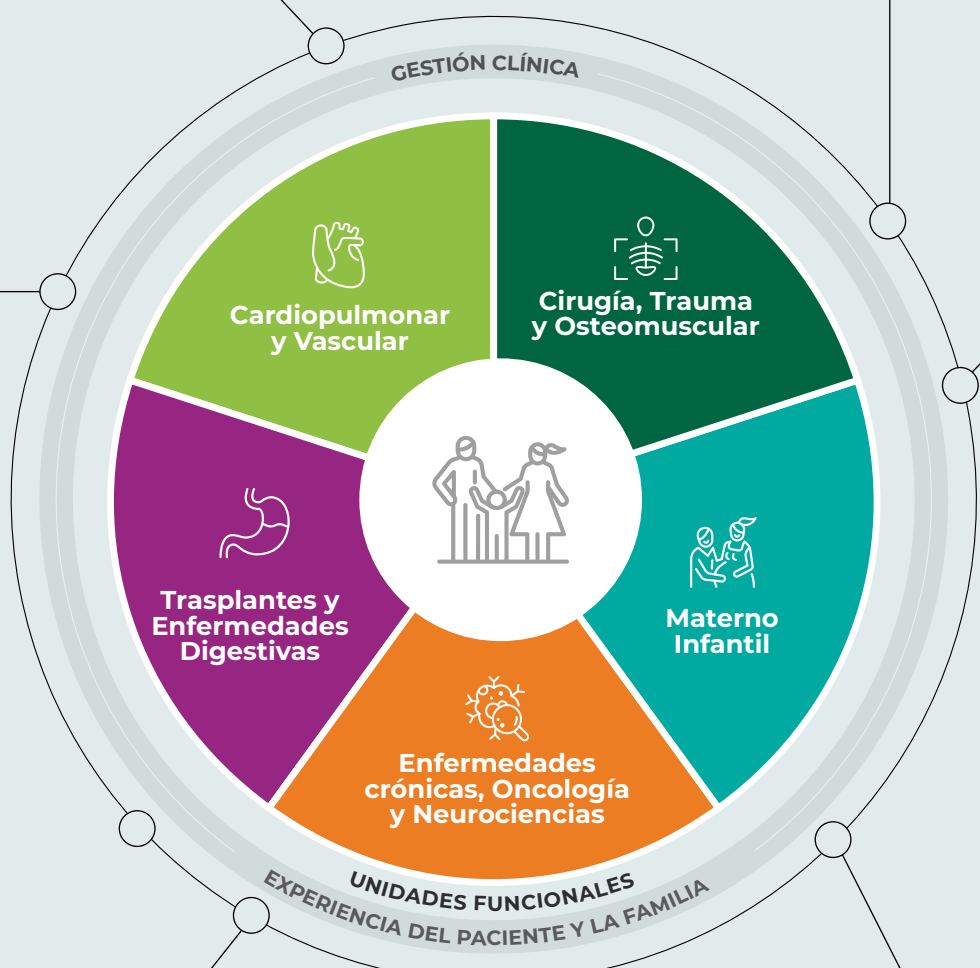 GESTIÓN CLÍNICA
Cardiopulmonar
y Vascular
Cirugía, Trauma
y Osteomuscular
Trasplantes y
Enfermedades
Digestivas
Materno
Infantil
Enfermedades
crónicas, Oncología
y Neurociencias
UNIDADES FUNCIONALES
EXPERIENCIA DEL PACIENTE Y LA FAMILIA